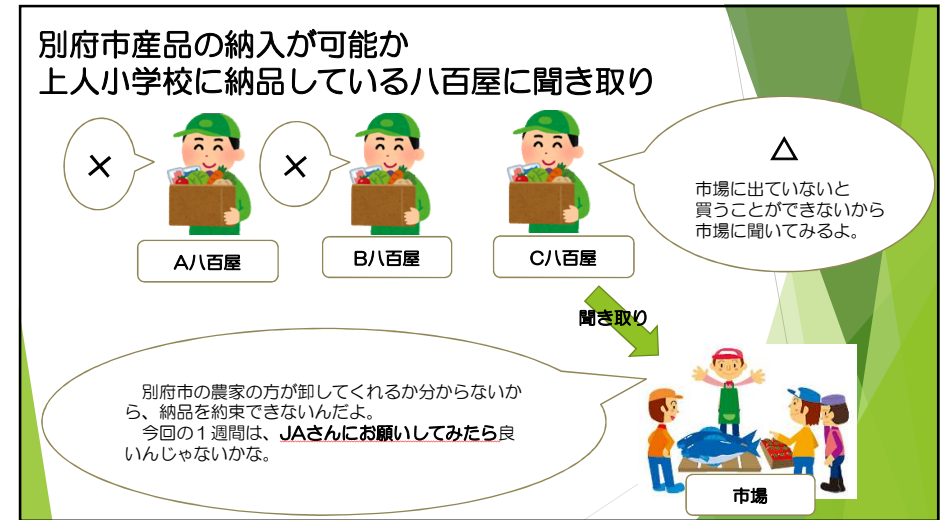 別府市産品の納入が可能か
上人小学校に納品している八百屋に聞き取り
×
×
△
市場に出ていないと
買うことができないから
市場に聞いてみるよ。
A八百屋
B八百屋
C八百屋
聞き取り
別府市の農家の方が卸してくれるか分からないか
ら、納品を約束できないんだよ。
今回の１週間は、JAさんにお願いしてみたら良
いんじゃないかな。
市場